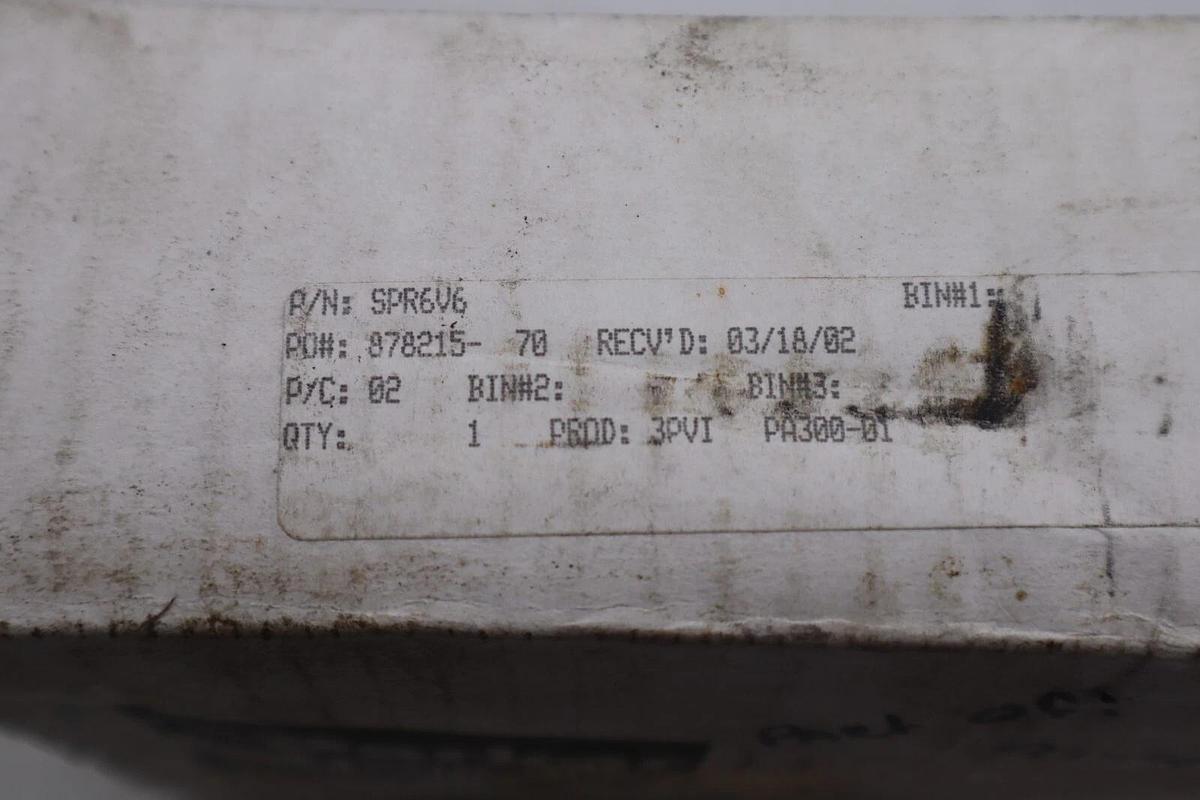 P/N: SPR6V6 BIN#1:
PO#: 878215- 70 RECV'D: 03/18/02
P/C: 02 BIN#2: BIN#3:
QTY: 1 PROD: 3PVI PA300-01